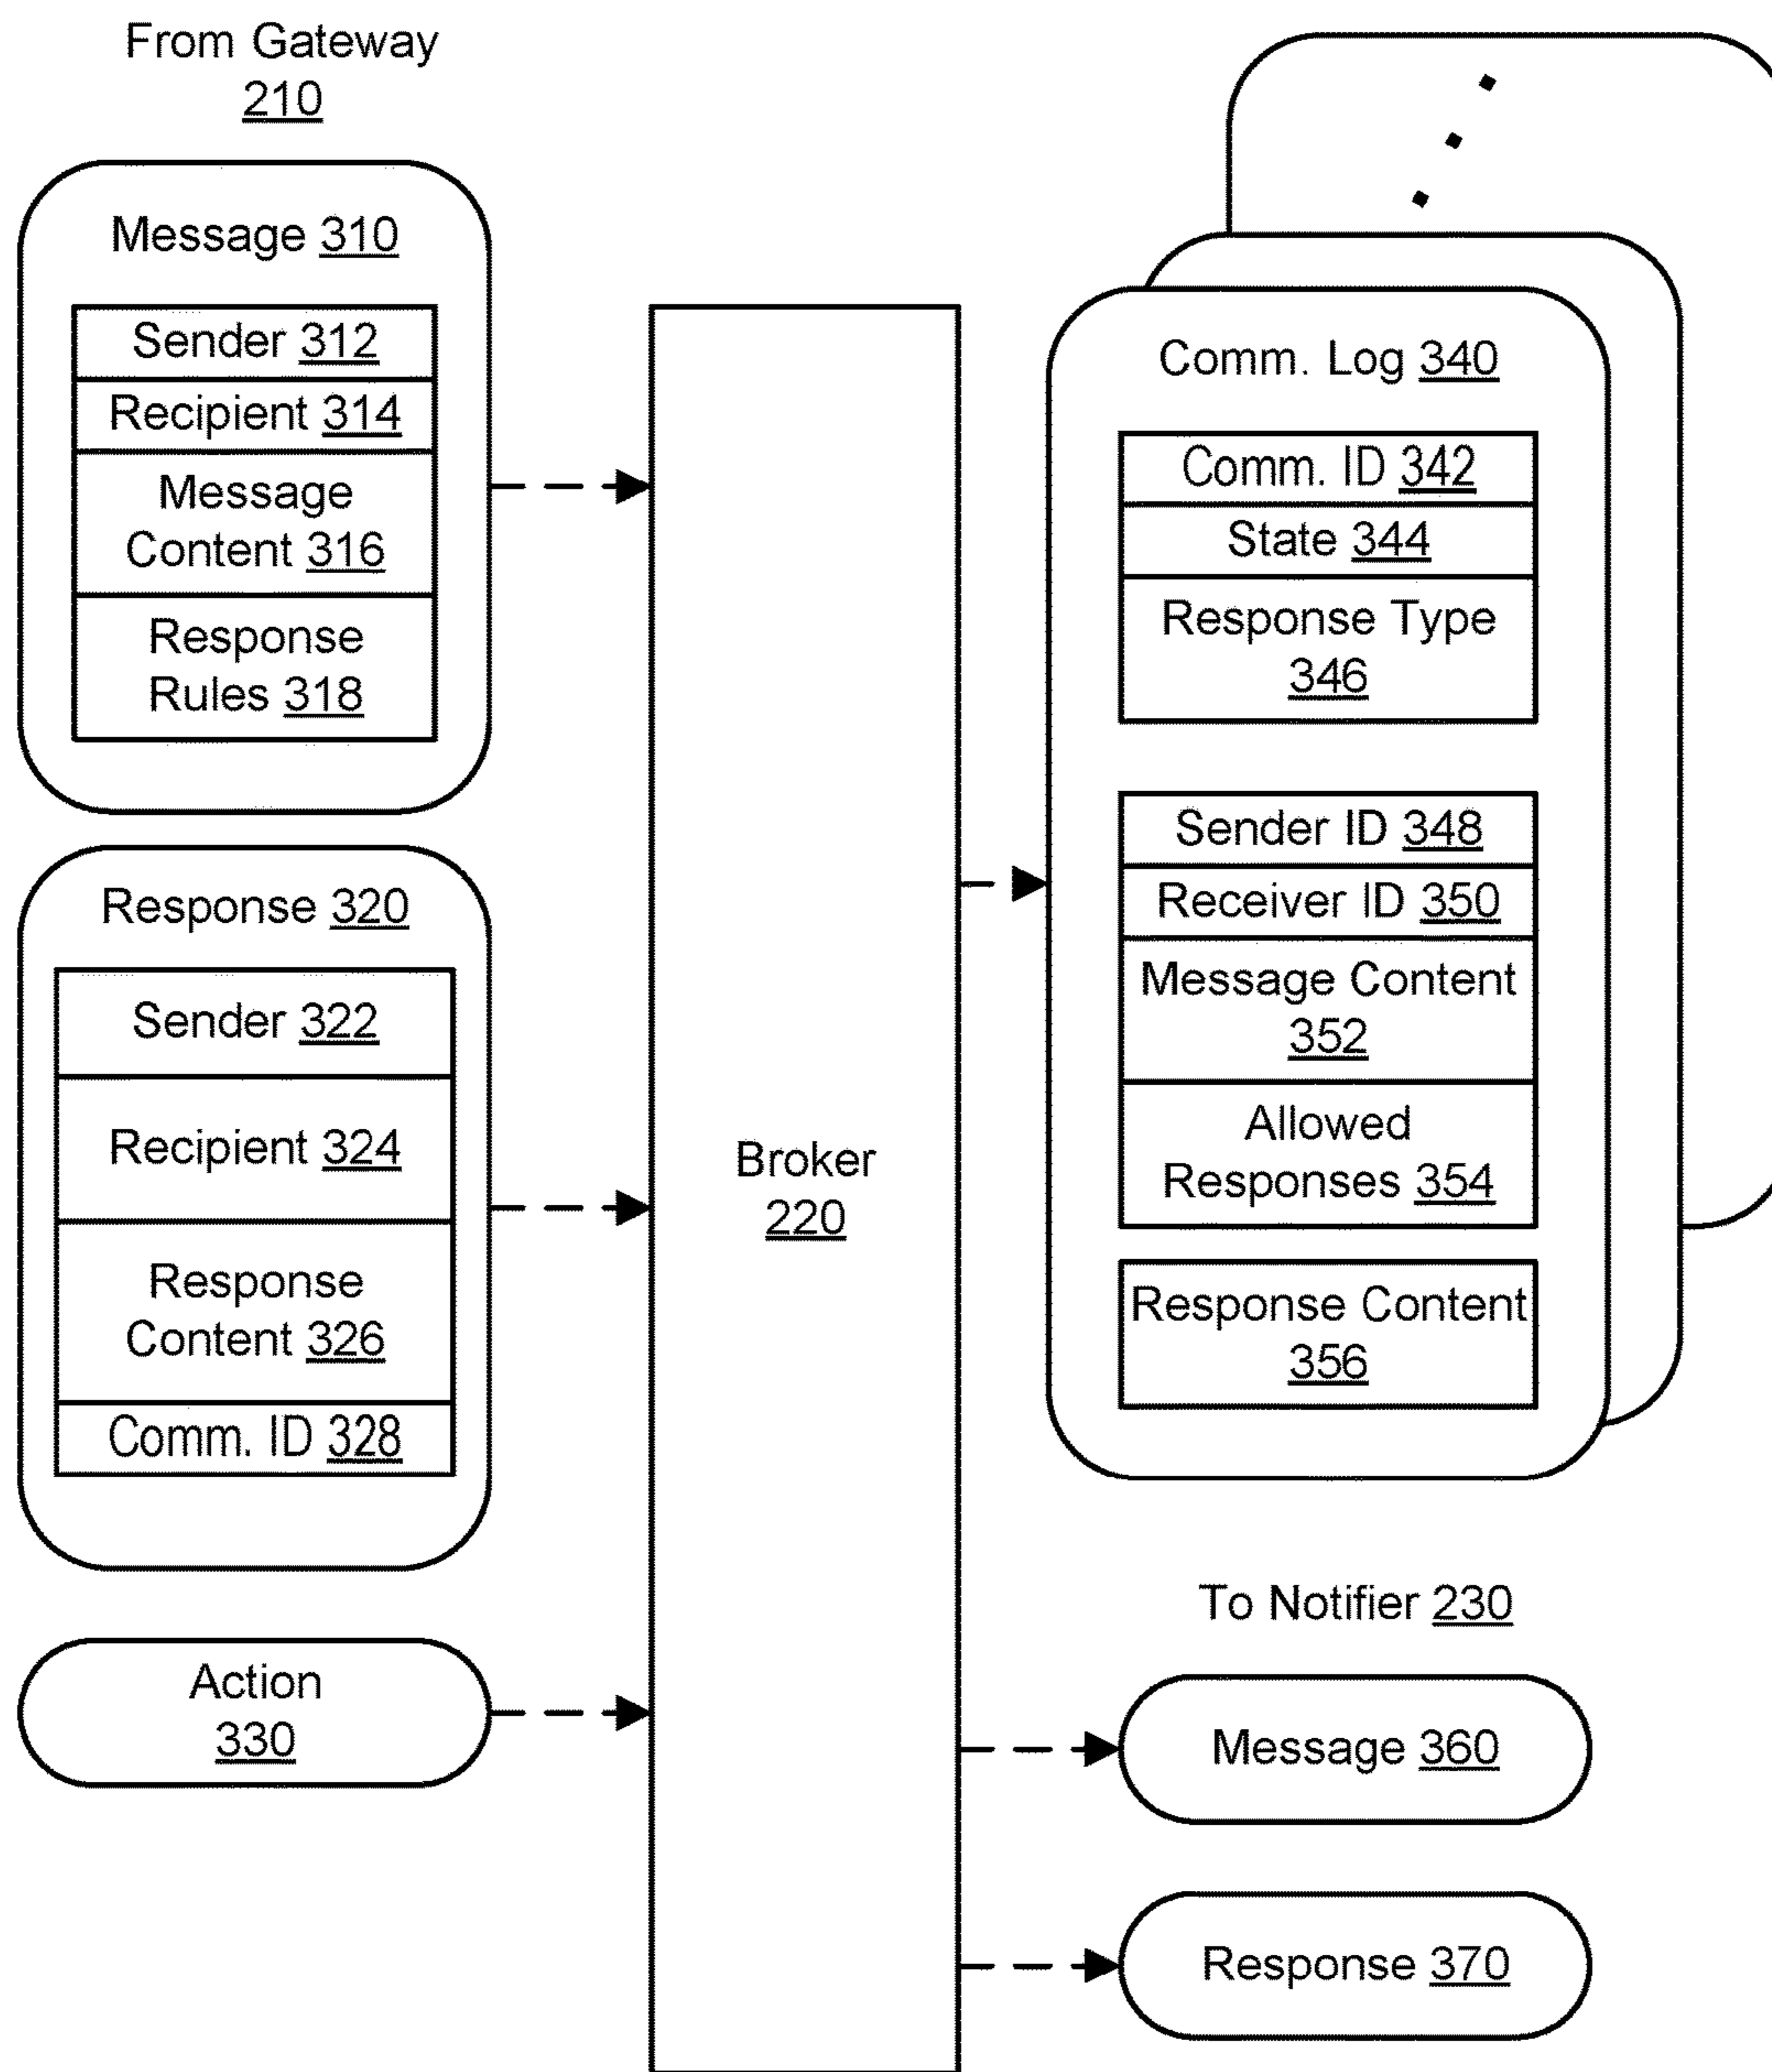 From Gateway
210
Message 310
Sender 312
Recipient 314
Message
Content 316
Response
Rules 318
Response 320
Sender 322
Recipient 324
Response
Content 326
Comm. ID 328
Action
330
Broker
220
Comm. Log 340
Comm. ID 342
State 344
Response Type
346
Sender ID 348
Receiver ID 350
Message Content
352
Allowed
Responses 354
Response Content
356
To Notifier 230
Message 360
Response 370